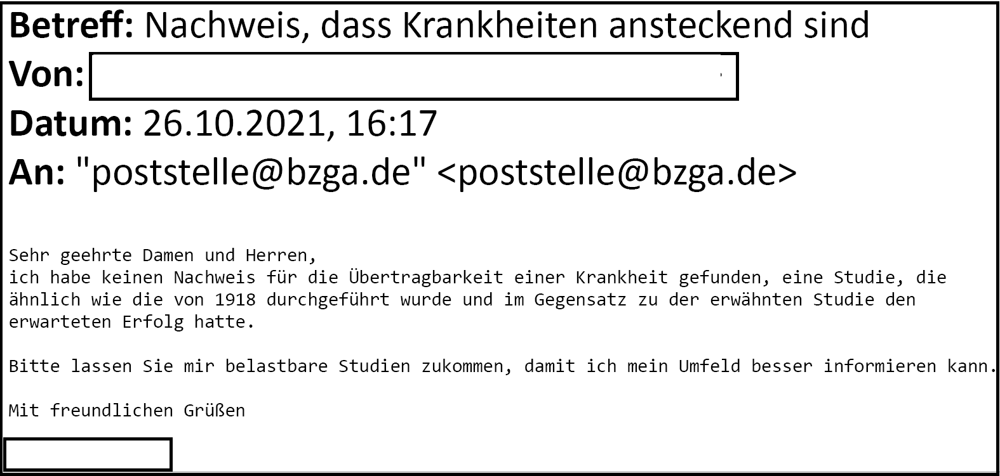 Betreff: Nachweis, dass Krankheiten ansteckend sind
Von:
Datum: 26.10.2021, 16:17
An: "poststelle@bzga.de" <poststelle@bzga.de>
Sehr geehrte Damen und Herren,
ich habe keinen Nachweis für die Übertragbarkeit einer Krankheit gefunden, eine Studie, die
ähnlich wie die von 1918 durchgeführt wurde und im Gegensatz zu der erwähnten Studie den
erwarteten Erfolg hatte.
Bitte lassen Sie mir belastbare Studien zukommen, damit ich mein Umfeld besser informieren kann.
Mit freundlichen Grüßen